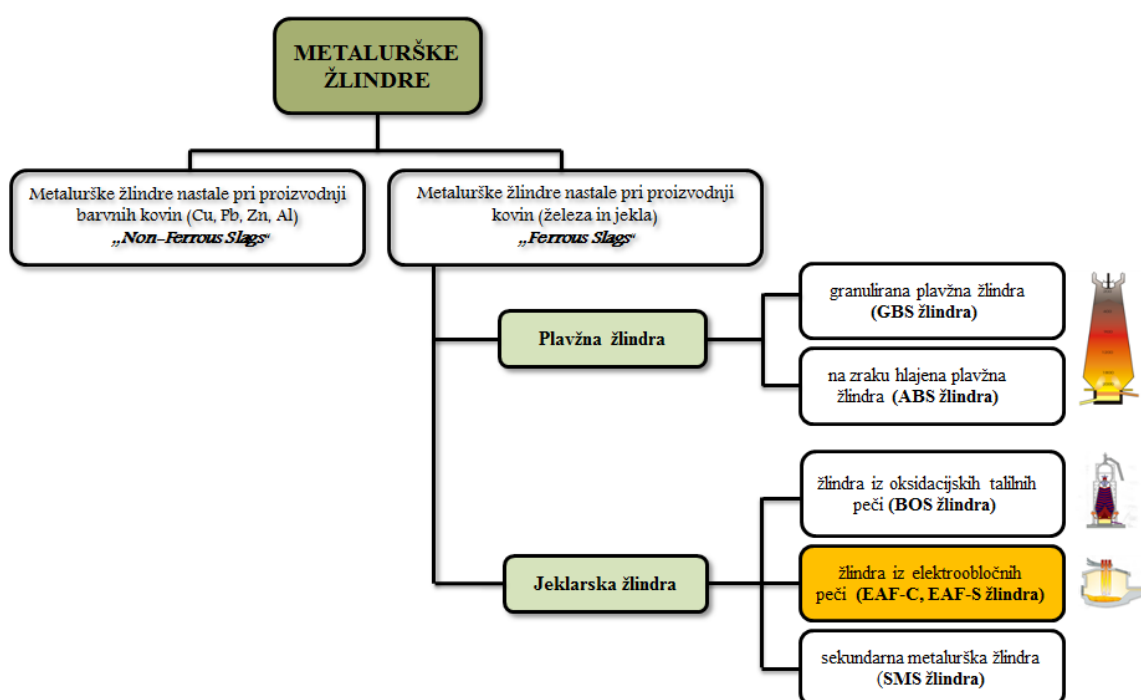 METALURŠKE
ŽLINDRE
Metalurške žlindre nastale pri proizvodnji
barvnih kovin (Cu, Pb, Zn, Al)
„Non-Ferrous Slags“
Metalurške žlindre nastale pri proizvodnji
kovin (železa in jekla)
„Ferrous Slags“
Plavžna žlindra
granulirana plavžna žlindra
(GBS žlindra)
na zraku hlajena plavžna
žlindra (ABS žlindra)
Jeklarska žlindra
žlindra iz oksidacijskih talilnih
peči (BOS žlindra)
žlindra iz elektroobločnih
peči (EAF-C, EAF-S žlindra)
sekundarna metalurška žlindra
(SMS žlindra)